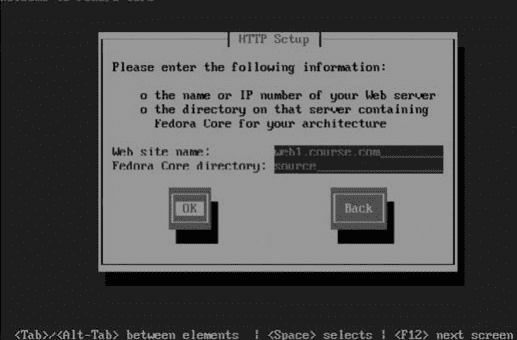 HTTP Setup
Please enter the following information:
o the name or IP number of your Web server
o the directory on that server containing
Fedora Core for your architecture
Web site name: web1.course.com
Fedora Core directory: source
OK Back
<Tab>/<Alt-Tab> between elements | <Space> selects | <F12> next screen